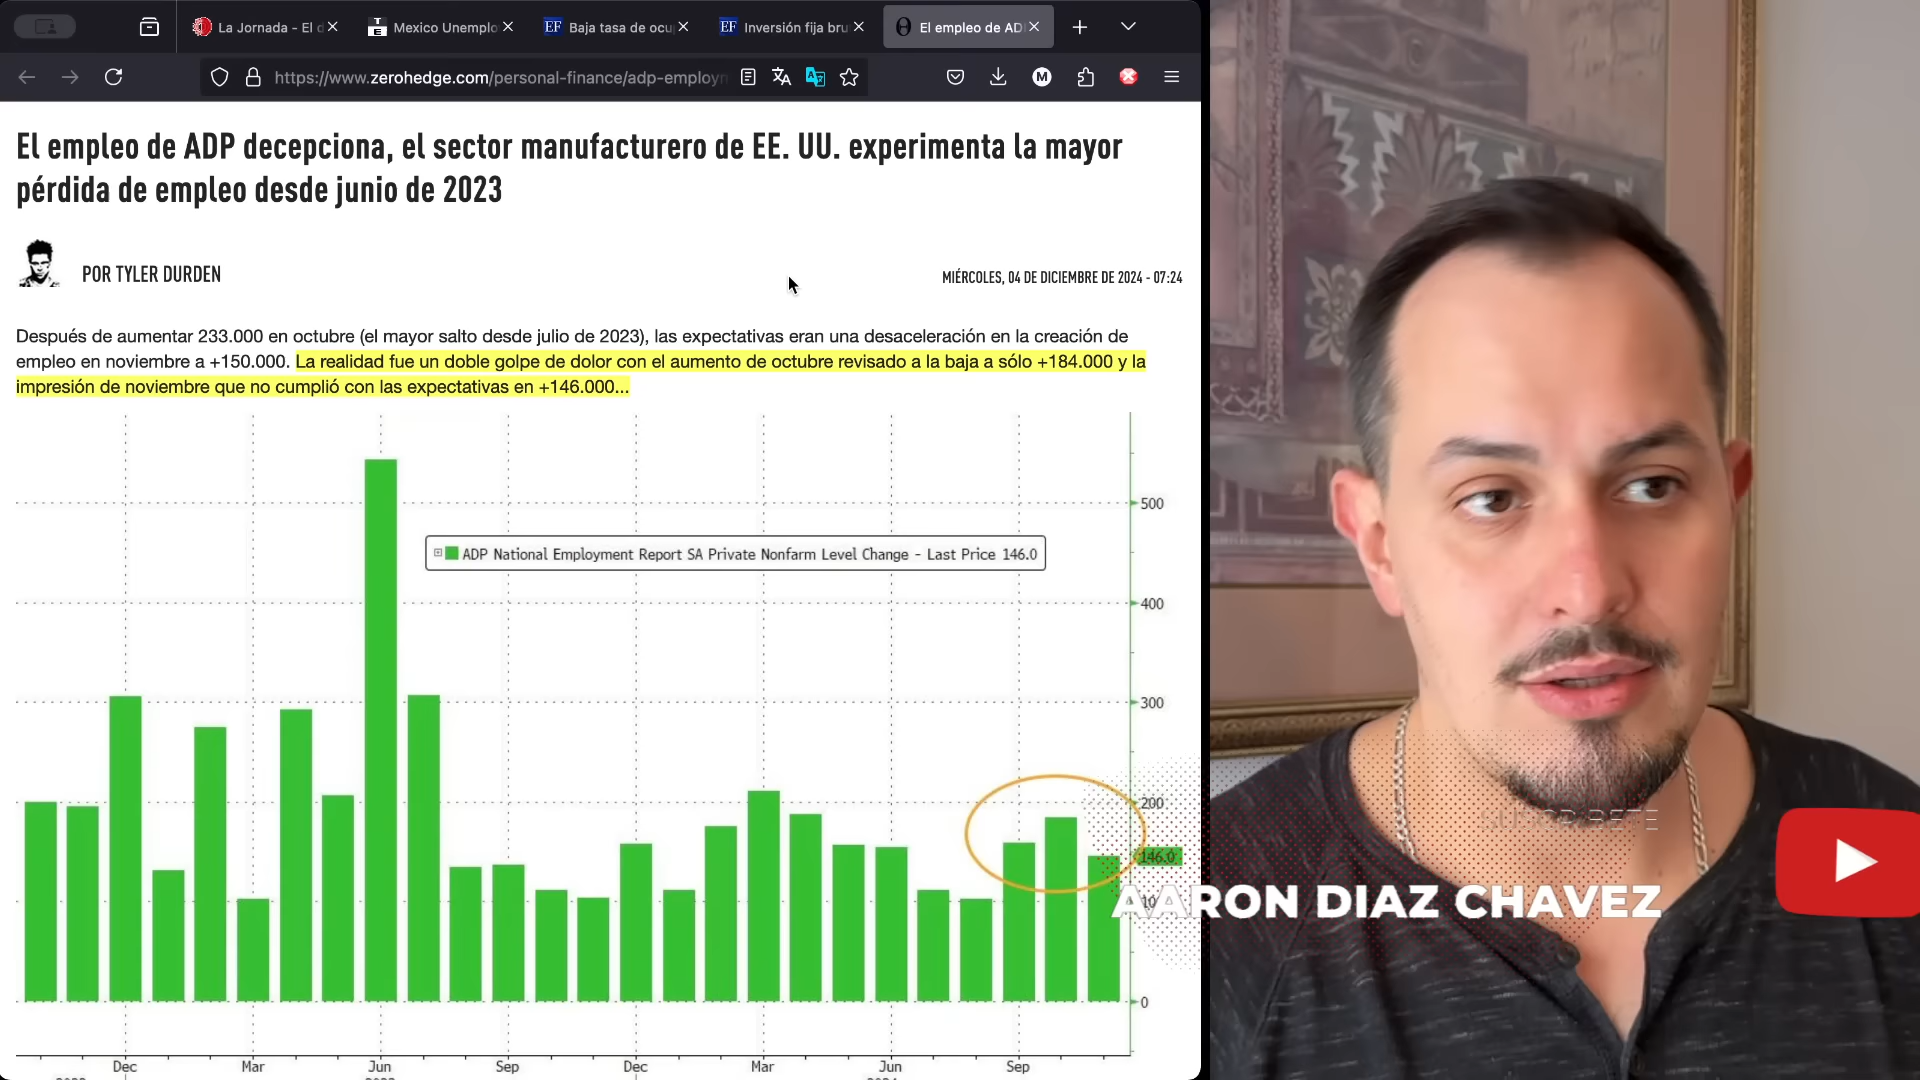 La Jornada - El d
Mexico Unemplo
EF Baja tasa de ocu
EF Inversión fija bru
El empleo de AD
https://www.zerohedge.com/personal-finance/adp-employm
M
El empleo de ADP decepciona, el sector manufacturero de EE. UU. experimenta la mayor
pérdida de empleo desde junio de 2023
POR TYLER DURDEN
MIÉRCOLES, 04 DE DICIEMBRE DE 2024 - 07:24
Después de aumentar 233.000 en octubre (el mayor salto desde julio de 2023), las expectativas eran una desaceleración en la creación de
empleo en noviembre a +150.000. La realidad fue un doble golpe de dolor con el aumento de octubre revisado a la baja a sólo +184.000 y la
impresión de noviembre que no cumplió con las expectativas en +146.000...
500
ADP National Employment Report SA Private Nonfarm Level Change - Last Price 146.0
400
300
200
146.0
0
SUSCRIBETE
AARON DIAZ CHAVEZ
Dec Mar Jun Sep Dec Mar Jun Sep